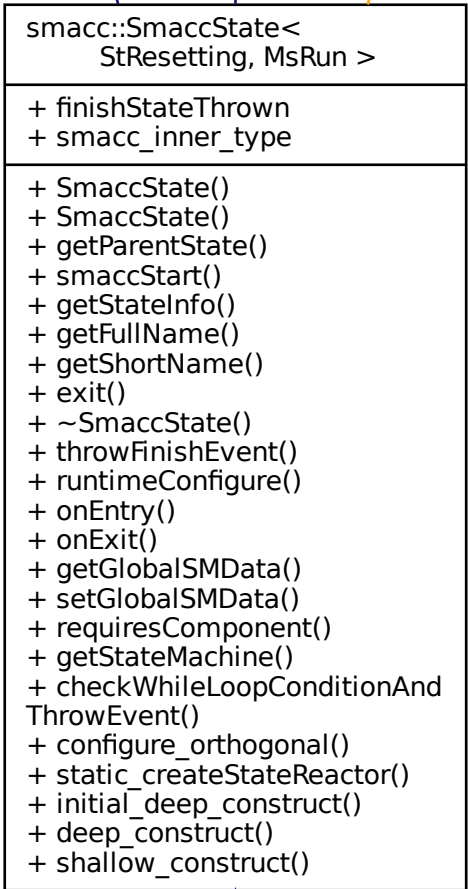 smacc::SmaccState<
StResetting, MsRun >
+ finishStateThrown
+ smacc_inner_type
+ SmaccState()
+ SmaccState()
+ getParentState()
+ smaccStart()
+ getStateInfo()
+ getFullName()
+ getShortName()
+ exit()
+ ~SmaccState()
+ throwFinishEvent()
+ runtimeConfigure()
+ onEntry()
+ onExit()
+ getGlobalSMData()
+ setGlobalSMData()
+ requiresComponent()
+ getStateMachine()
+ checkWhileLoopConditionAnd
ThrowEvent()
+ configure_orthogonal()
+ static_createStateReactor()
+ initial_deep_construct()
+ deep_construct()
+ shallow_construct()